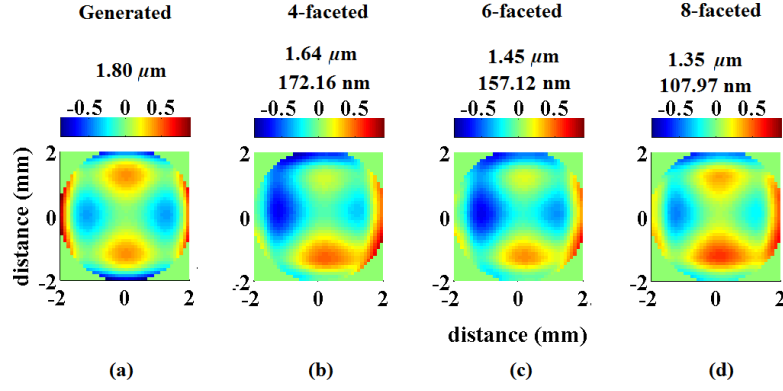 Generated 4-faceted 6-faceted 8-faceted
1.80 μm 1.64 μm 1.45 μm 1.35 μm
172.16 nm 157.12 nm 107.97 nm
-0.5 0 0.5 -0.5 0 0.5 -0.5 0 0.5 -0.5 0 0.5
2 2 2 2
distance (mm)
0 0 0 0
-2 -2 -2 -2
-2 0 2 -2 0 2 -2 0 2 -2 0 2
distance (mm)
(a) (b) (c) (d)